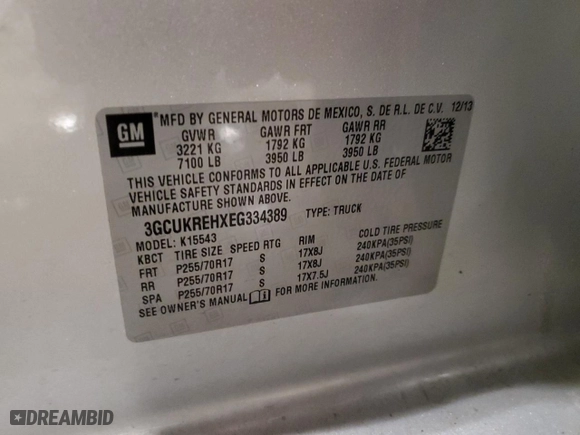 GM
MFD BY GENERAL MOTORS DE MEXICO, S. DE R.L. DE C.V. 12/13
GVWR GAWR FRT GAWR RR
3221 KG 1792 KG 1792 KG
7100 LB 3950 LB 3950 LB
THIS VEHICLE CONFORMS TO ALL APPLICABLE U.S. FEDERAL MOTOR
VEHICLE SAFETY STANDARDS IN EFFECT ON THE DATE OF
MANUFACTURE SHOWN ABOVE.
3GCUKREHXEG334389 TYPE: TRUCK
MODEL: K15543
KBCT TIRE SIZE SPEED RTG RIM COLD TIRE PRESSURE
FRT P255/70R17 S 17X8J 240KPA(35PSI)
RR P255/70R17 S 17X8J 240KPA(35PSI)
SPA P255/70R17 S 17X7.5J 240KPA(35PSI)
SEE OWNER'S MANUAL FOR MORE INFORMATION.
DREAMBID